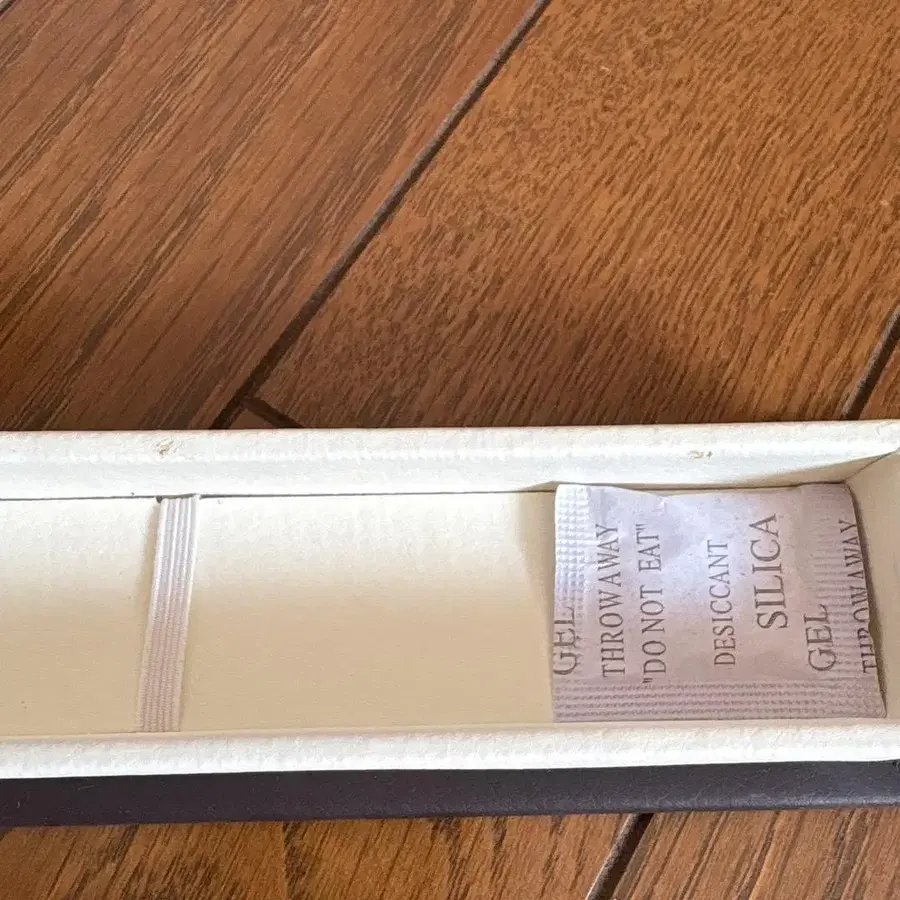 GEL
THROWAWAY
"DO NOT EAT"
DESICCANT
SILICA
GEL
THROWAWAY